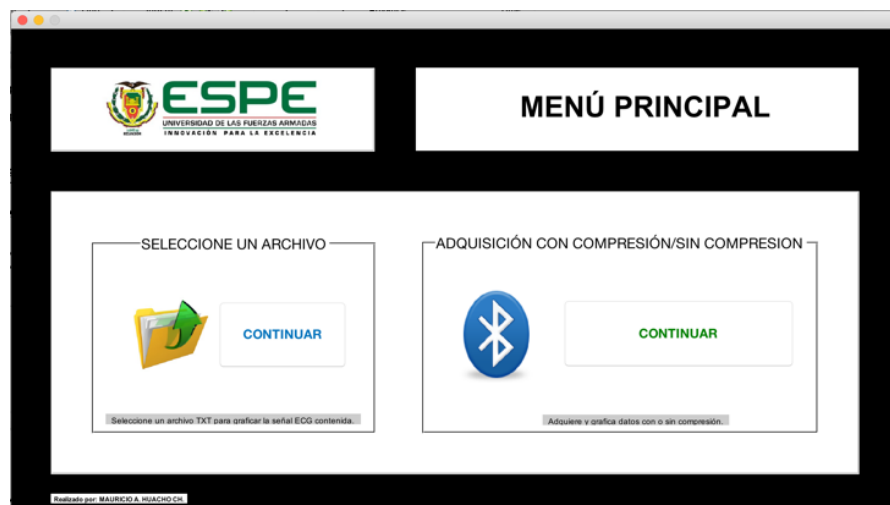 ESPE
UNIVERSIDAD DE LAS FUERZAS ARMADAS
INNOVACIÓN PARA LA EXCELENCIA
MENÚ PRINCIPAL
SELECCIONE UN ARCHIVO
CONTINUAR
Seleccione un archivo TXT para graficar la señal ECG contenida.
ADQUISICIÓN CON COMPRESIÓN/SIN COMPRESION
CONTINUAR
Adquiere y grafica datos con o sin compresión.
Realizado por: MAURICIO A. HUACHO CH.